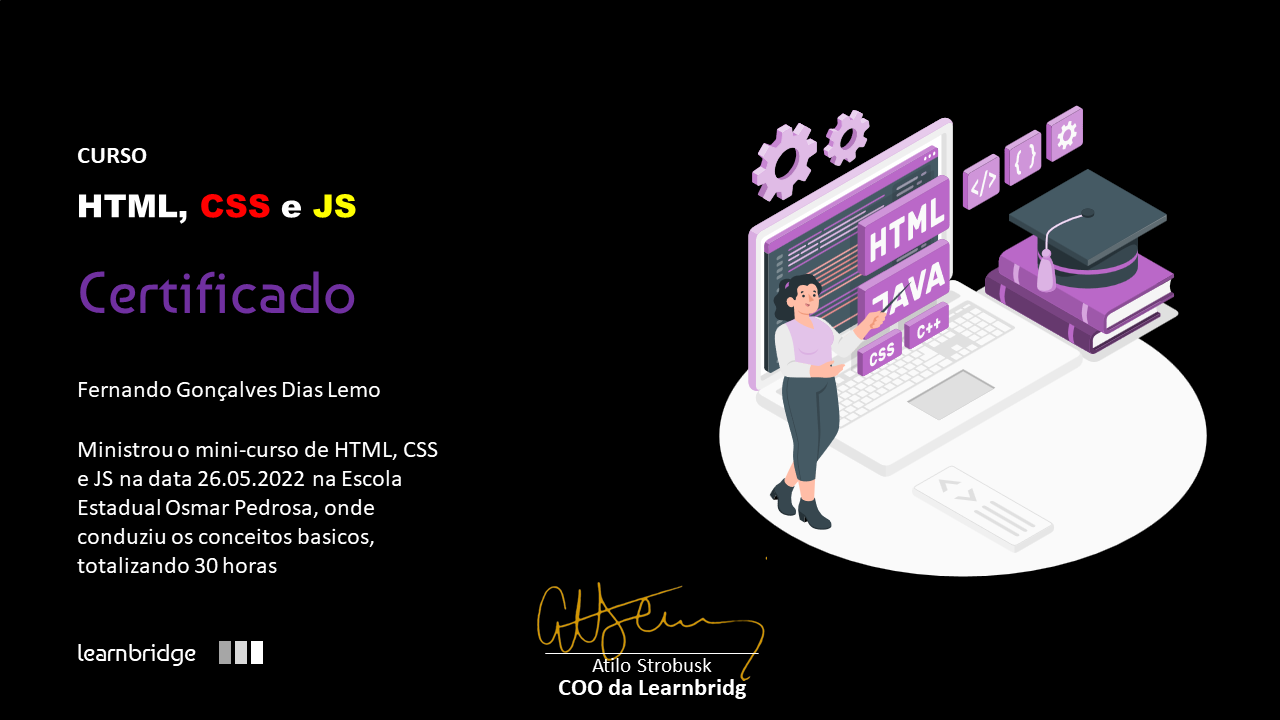 CURSO
HTML, CSS e JS
Certificado
Fernando Gonçalves Dias Lemo
Ministrou o mini-curso de HTML, CSS
e JS na data 26.05.2022 na Escola
Estadual Osmar Pedrosa, onde
conduziu os conceitos basicos,
totalizando 30 horas
learnbridge
Atilo Strobusk
COO da Learnbridg
HTML
JAVA
CSS
C++
</>
{ }
< >